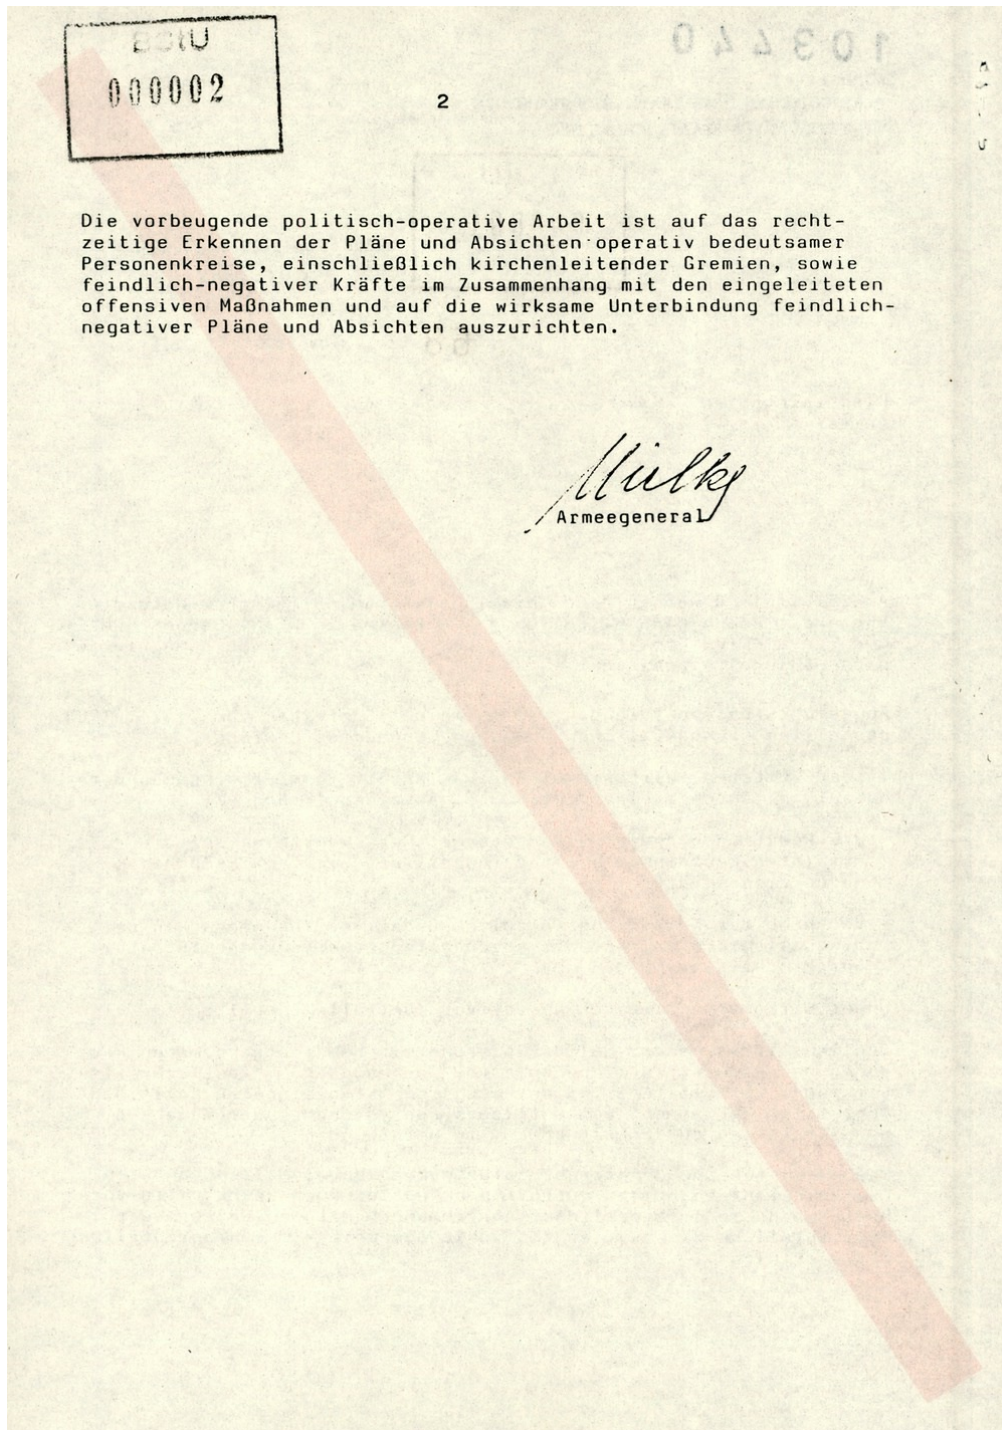 BStU
000002
2
Die vorbeugende politisch-operative Arbeit ist auf das recht-
zeitige Erkennen der Pläne und Absichten operativ bedeutsamer
Personenkreise, einschließlich kirchenleitender Gremien, sowie
feindlich-negativer Kräfte im Zusammenhang mit den eingeleiteten
offensiven Maßnahmen und auf die wirksame Unterbindung feindlich-
negativer Pläne und Absichten auszurichten.
Mielke
Armeegeneral